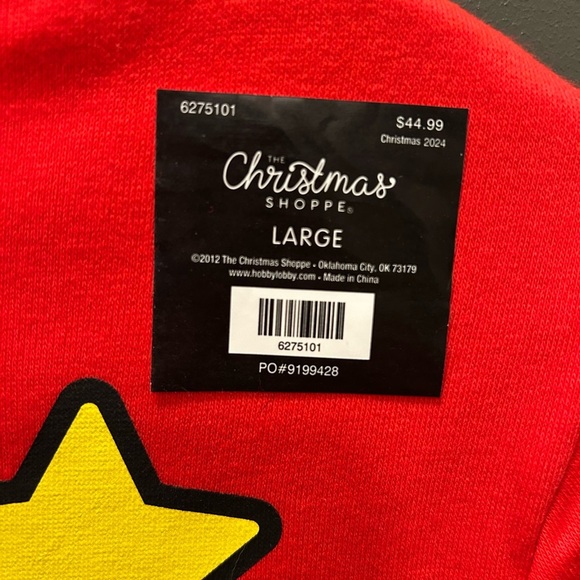 6275101
$44.99
Christmas 2024
THE
Christmas
SHOPPE®
LARGE
©2012 The Christmas Shoppe • Oklahoma City, OK 73179
www.hobbylobby.com • Made in China
6275101
PO#9199428